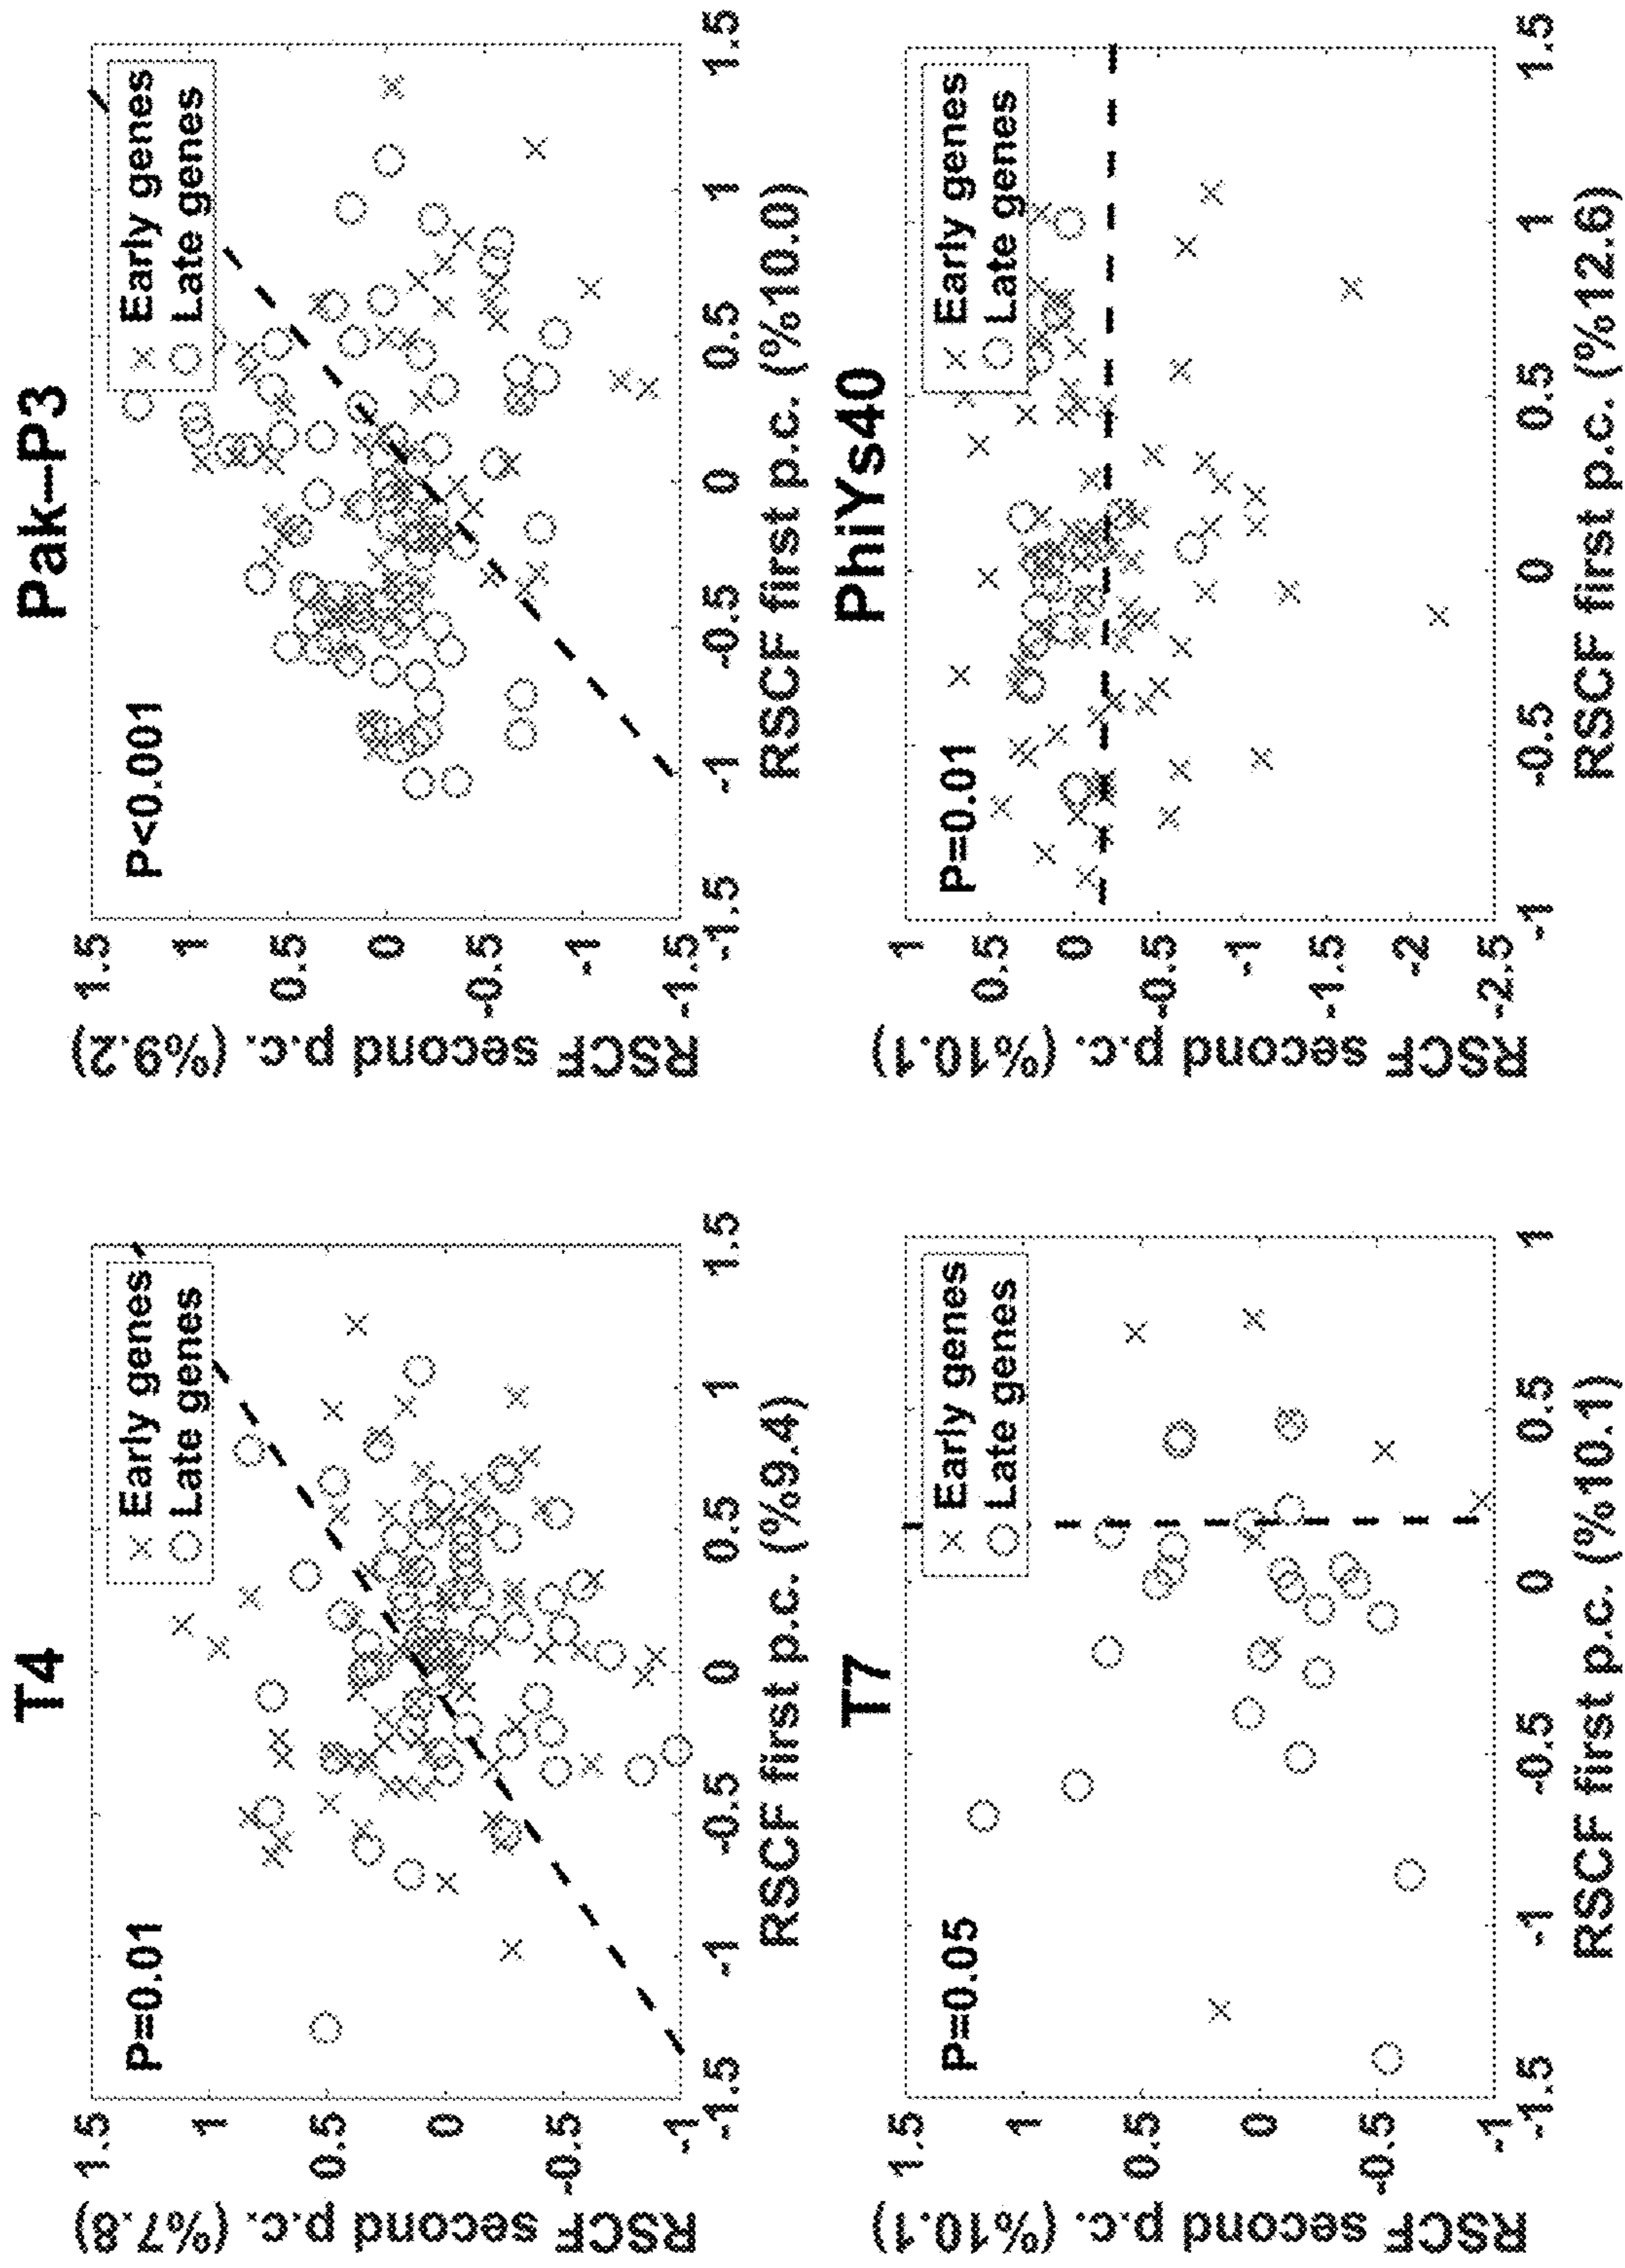 T4
P=0.01
× Early genes
○ Late genes
1.5
1
0.5
0
-0.5
-1
-1.5
-1
-0.5
0
0.5
1
1.5
RSCF second p.c. (%7.8)
RSCF first p.c. (%9.4)
Pak–P3
P<0.001
× Early genes
○ Late genes
1.5
1
0.5
0
-0.5
-1
-1.5
-1.5
-1
-0.5
0
0.5
1
1.5
RSCF second p.c. (%9.2)
RSCF first p.c. (%10.0)
T7
P=0.05
× Early genes
○ Late genes
1.5
1
0.5
0
-0.5
-1
-1.5
-1
-0.5
0
0.5
1
RSCF second p.c. (%10.1)
RSCF first p.c. (%10.1)
PhiYs40
P=0.01
× Early genes
○ Late genes
1
0.5
0
-0.5
-1
-1.5
-2
-2.5
-1
-0.5
0
0.5
1
1.5
RSCF second p.c. (%10.1)
RSCF first p.c. (%12.6)